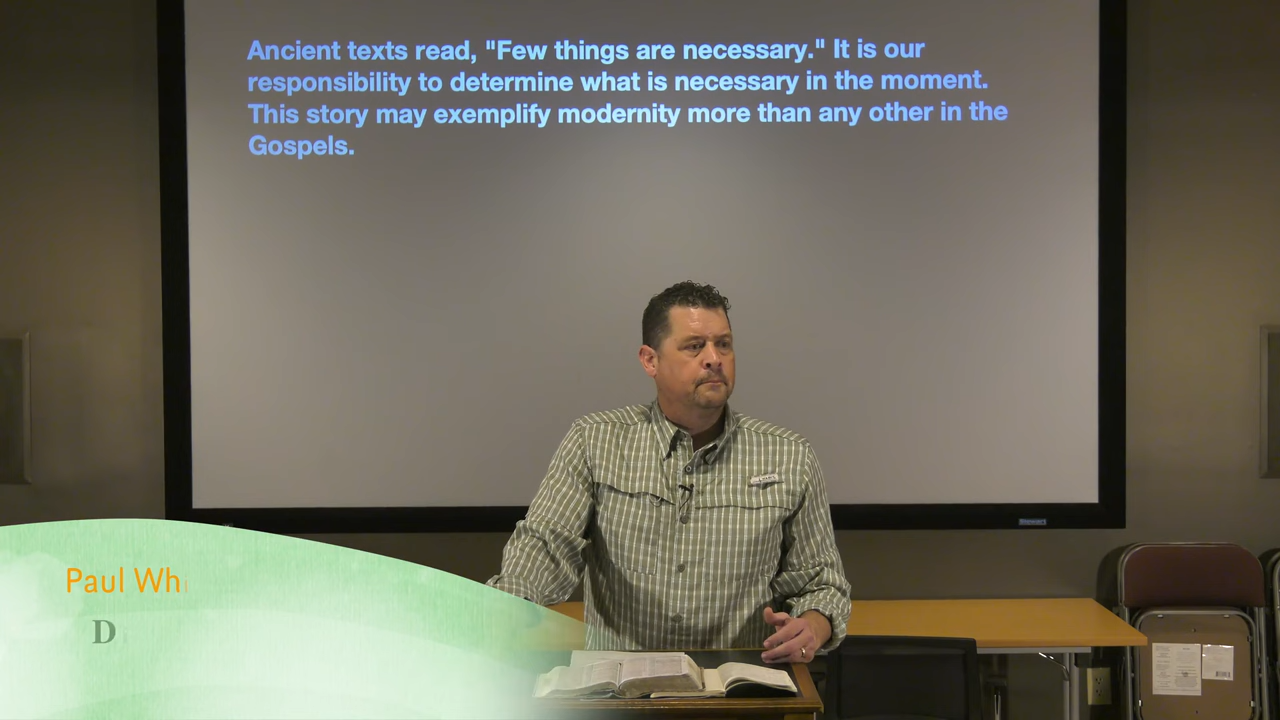 Ancient texts read, "Few things are necessary." It is our
responsibility to determine what is necessary in the moment.
This story may exemplify modernity more than any other in the
Gospels.
Paul Wh
D